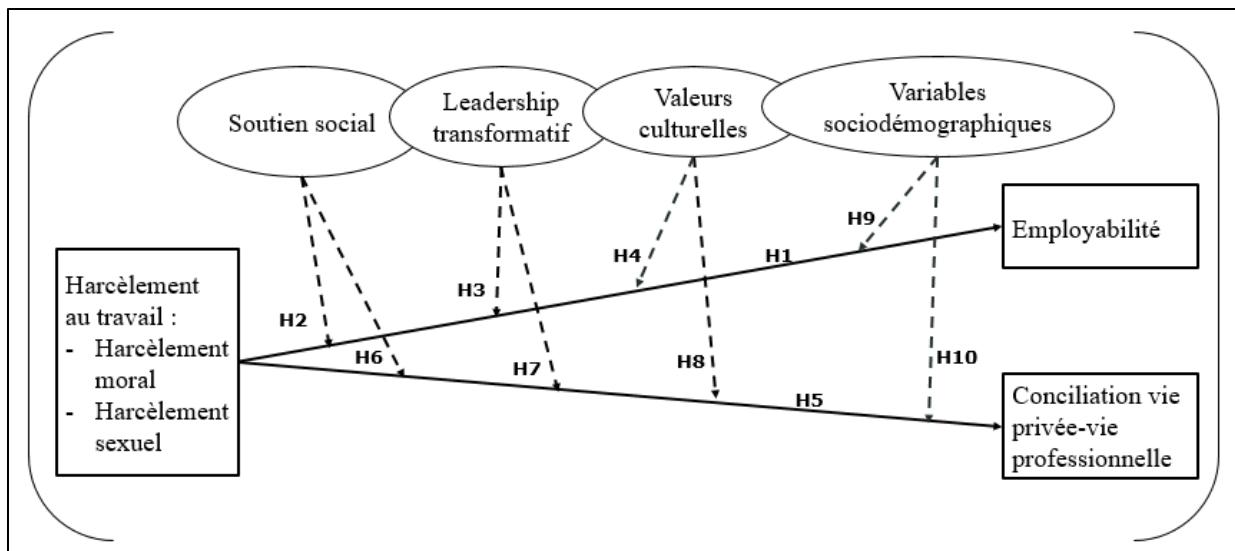 Soutien social
Leadership
transformatif
Valeurs
culturelles
Variables
sociodémographiques
Harcèlement
au travail :
- Harcèlement
moral
- Harcèlement
sexuel
H2
H6
H3
H7
H4
H8
H1
H5
H9
H10
Employabilité
Conciliation vie
privée-vie
professionnelle